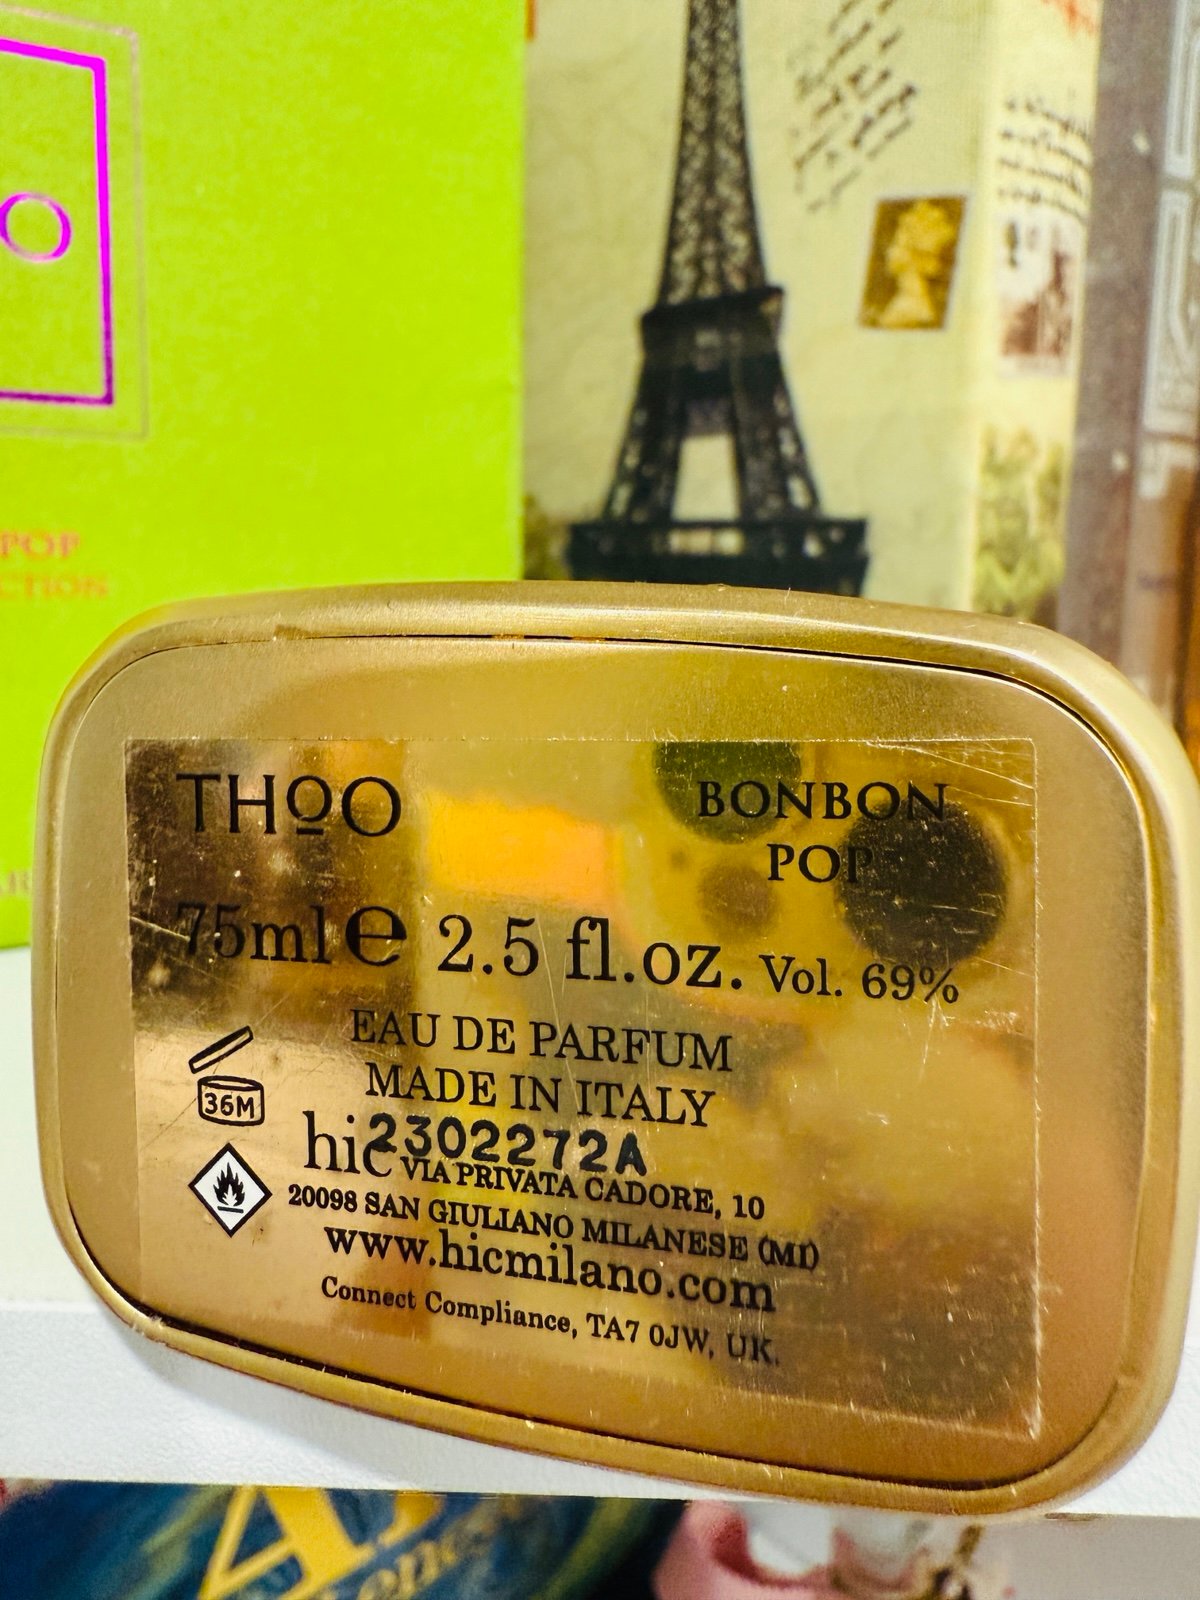 O
POP
THOO
BONBON
POP
75ml e 2.5 fl.oz. Vol. 69%
EAU DE PARFUM
MADE IN ITALY
36M
hic 2302272A
VIA PRIVATA CADORE, 10
20098 SAN GIULIANO MILANESE (MI)
www.hicmilano.com
Connect Compliance, TA7 0JW, UK.